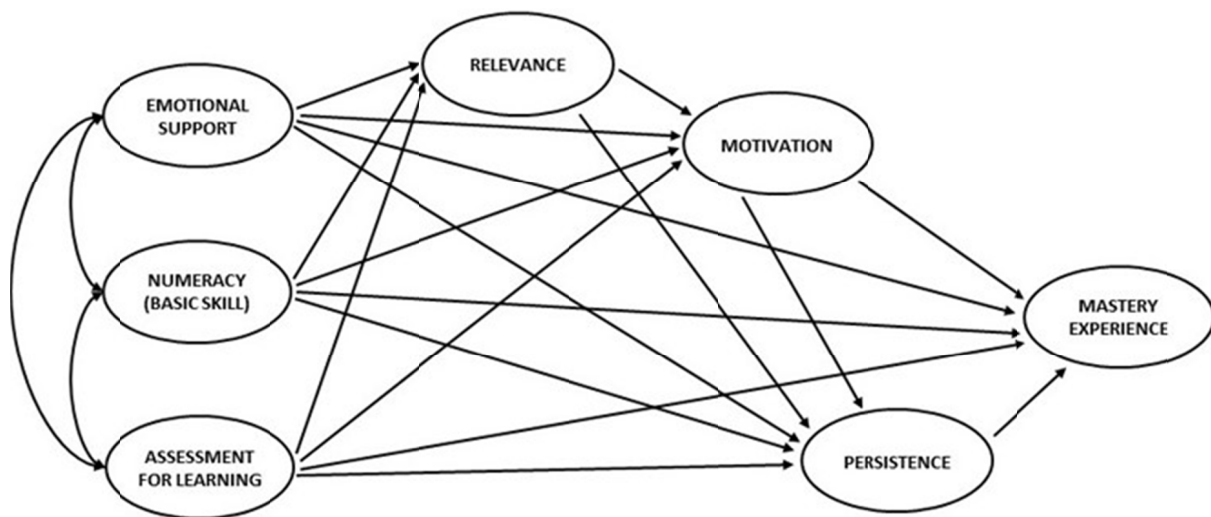 RELEVANCE
EMOTIONAL
SUPPORT
MOTIVATION
NUMERACY
(BASIC SKILL)
MASTERY
EXPERIENCE
ASSESSMENT
FOR LEARNING
PERSISTENCE